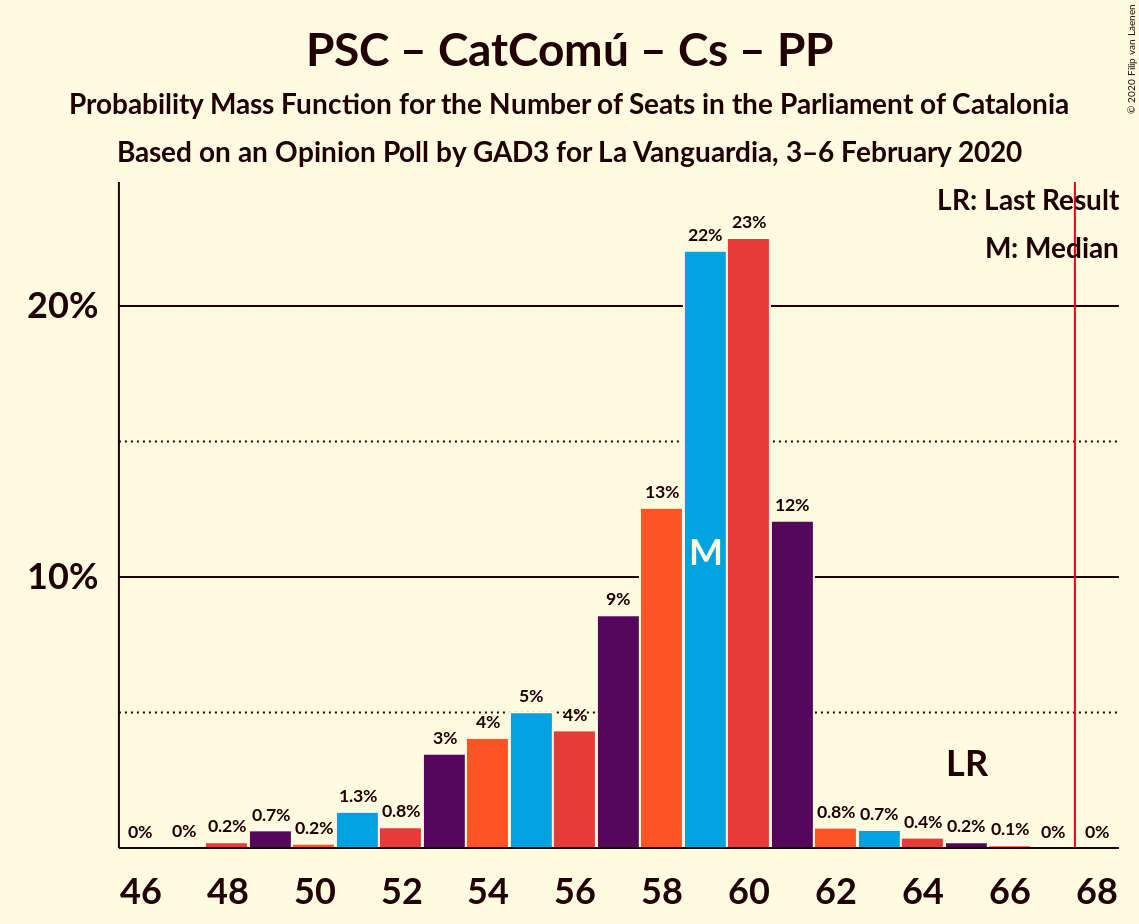 PSC – CatComú – Cs – PP
Probability Mass Function for the Number of Seats in the Parliament of Catalonia
Based on an Opinion Poll by GAD3 for La Vanguardia, 3–6 February 2020
© 2020 Filip van Laenen
LR: Last Result
M: Median
20%
10%
0%
0%
0.2%
0.7%
0.2%
1.3%
0.8%
3%
4%
5%
4%
9%
13%
22%
23%
12%
0.8%
0.7%
0.4%
0.2%
0.1%
0%
0%
M
LR
46 48 50 52 54 56 58 60 62 64 66 68